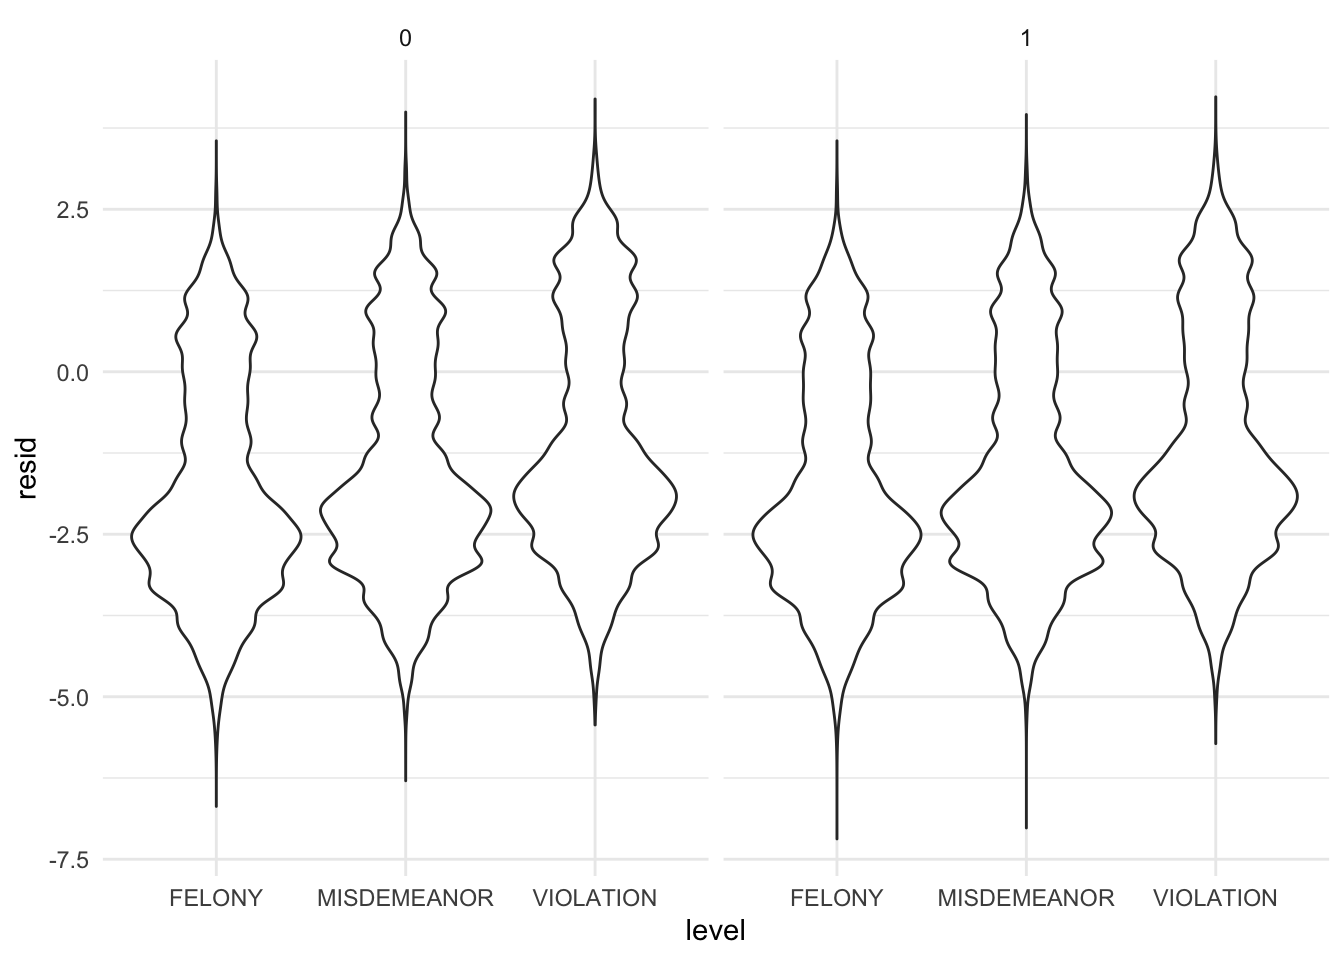 0 1
resid
2.5
0.0
-2.5
-5.0
-7.5
FELONY MISDEMEANOR VIOLATION FELONY MISDEMEANOR VIOLATION
level